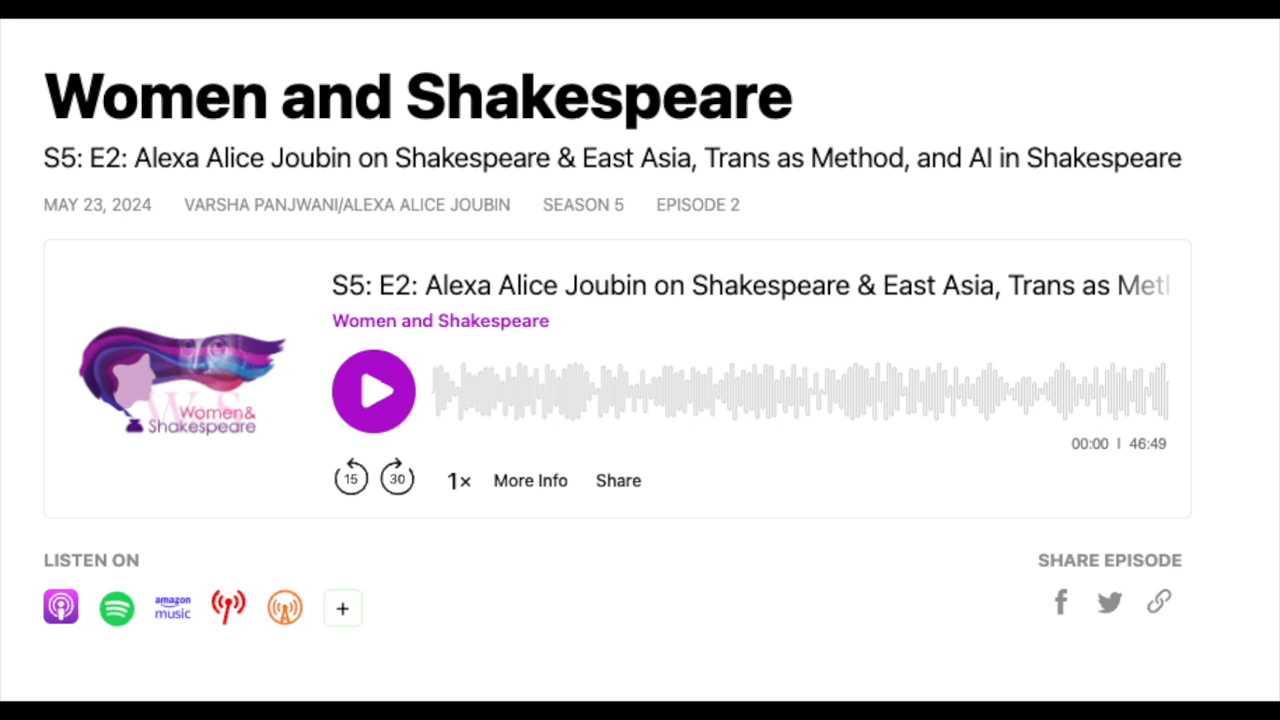 Women and Shakespeare
S5: E2: Alexa Alice Joubin on Shakespeare & East Asia, Trans as Method, and AI in Shakespeare
MAY 23, 2024 VARSHA PANJWANI/ALEXA ALICE JOUBIN SEASON 5 EPISODE 2
S5: E2: Alexa Alice Joubin on Shakespeare & East Asia, Trans as Meth
Women and Shakespeare
W S
Women&
Shakespeare
00:00 | 46:49
15 30 1× More Info Share
LISTEN ON SHARE EPISODE
amazon
music
+